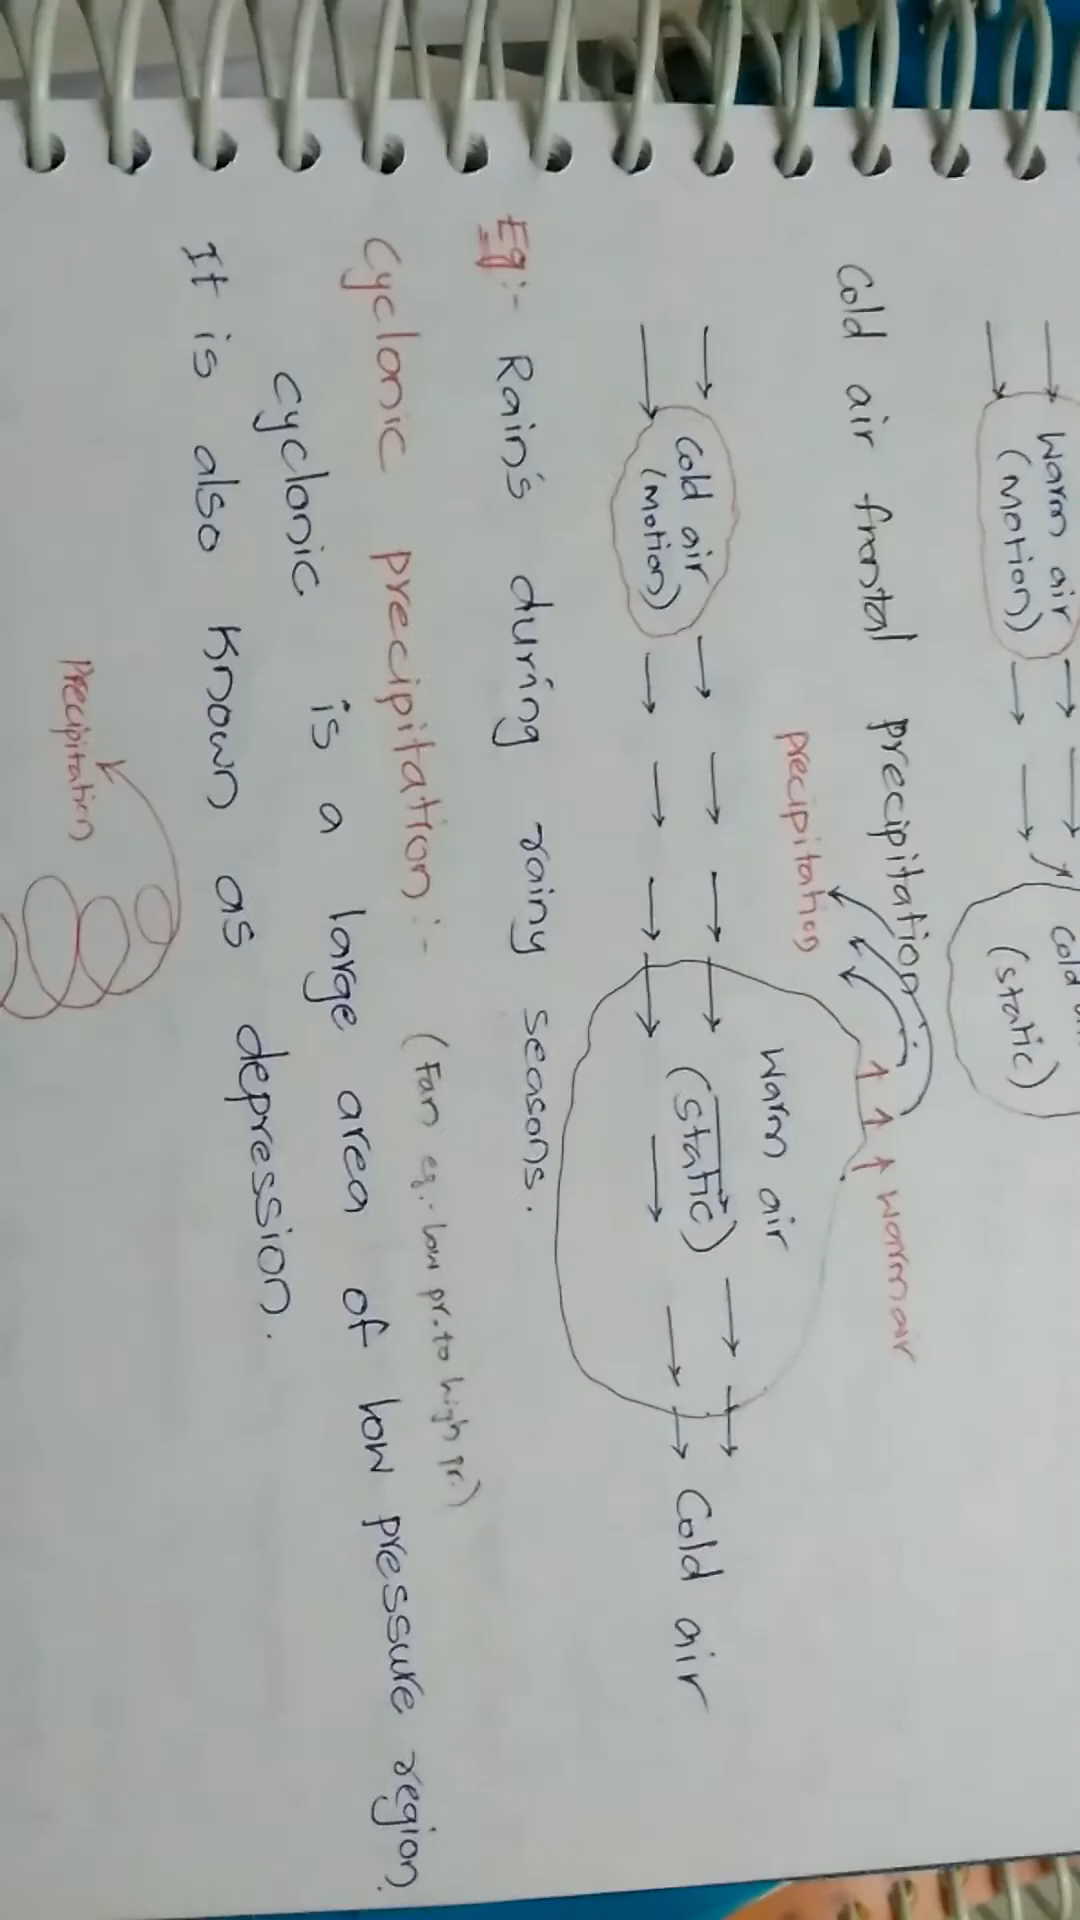 Warm air
(Motion)
Cold
(static)
Cold air frontal precipitation:-
warm air
precipitation
Warm air
Cold air
(Motion)
(static)
Cold air
Eg:- Rain's during rainy seasons.
Cyclonic precipitation:- (Fan eg:- low pr. to high pr.)
Cyclonic is a large area of low pressure region.
It is also known as depression.
Precipitation